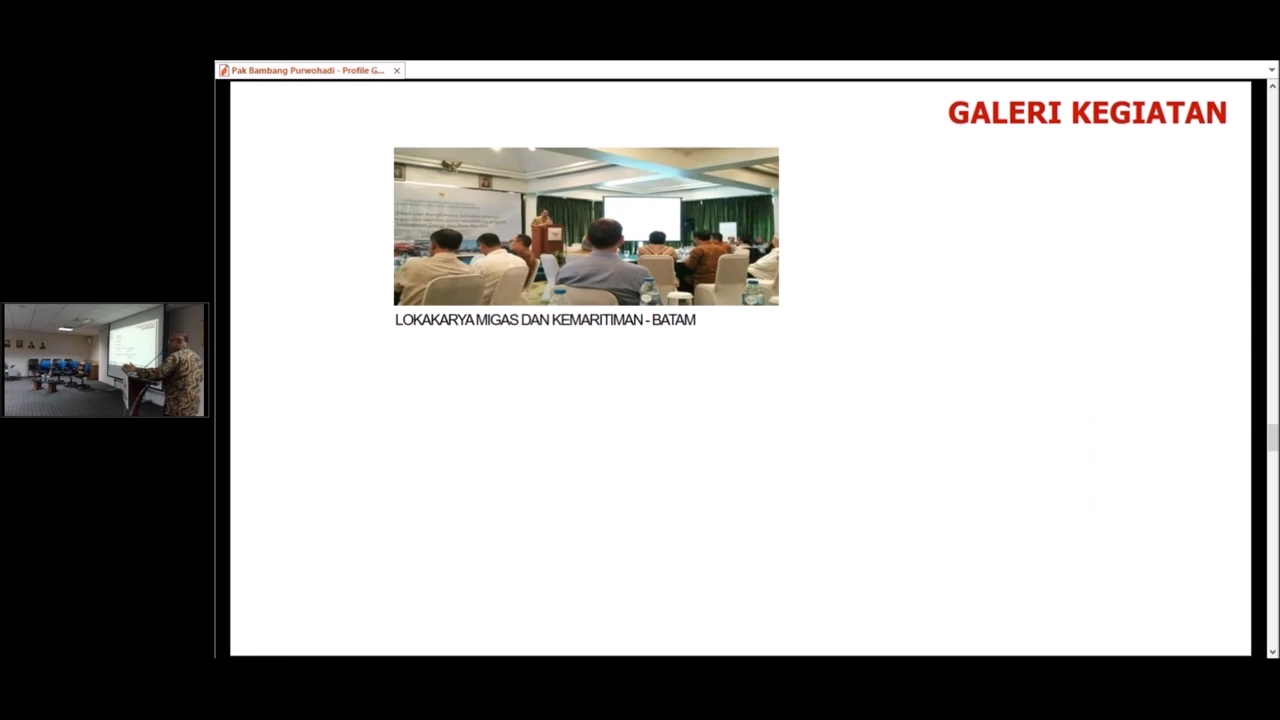 Pak Bambang Purwohadi - Profile G...
GALERI KEGIATAN
LOKAKARYA MIGAS DAN KEMARITIMAN - BATAM